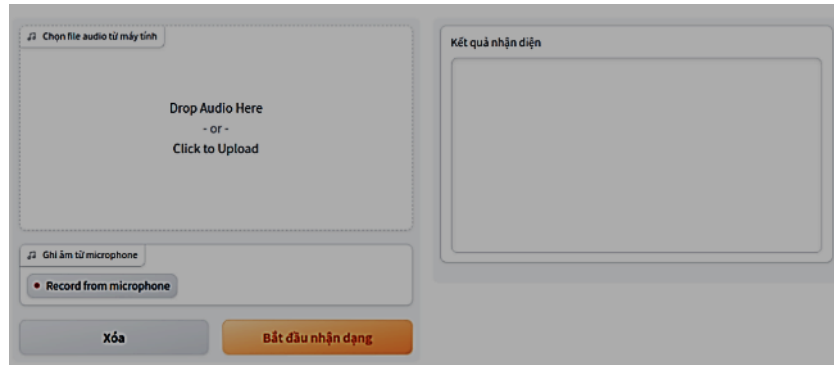 Chọn file audio từ máy tính
Drop Audio Here
- or -
Click to Upload
Ghi âm từ microphone
Record from microphone
Xóa
Bắt đầu nhận dạng
Kết quả nhận diện